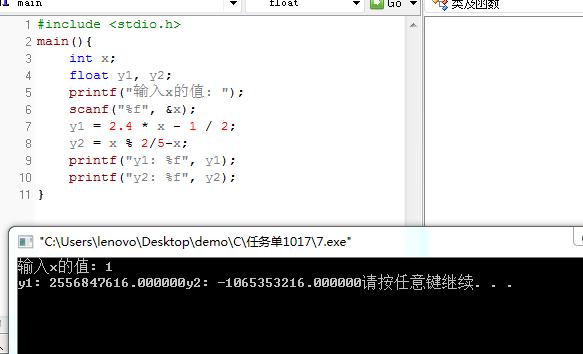 main float Go 类及函数
1 #include <stdio.h>
2 main(){
3 int x;
4 float y1, y2;
5 printf("输入x的值: ");
6 scanf("%f", &x);
7 y1 = 2.4 * x - 1 / 2;
8 y2 = x % 2/5-x;
9 printf("y1: %f", y1);
10 printf("y2: %f", y2);
11 }
"C:\Users\lenovo\Desktop\demo\C\任务单1017\7.exe"
输入x的值: 1
y1: 2556847616.000000y2: -1065353216.000000请按任意键继续. . .